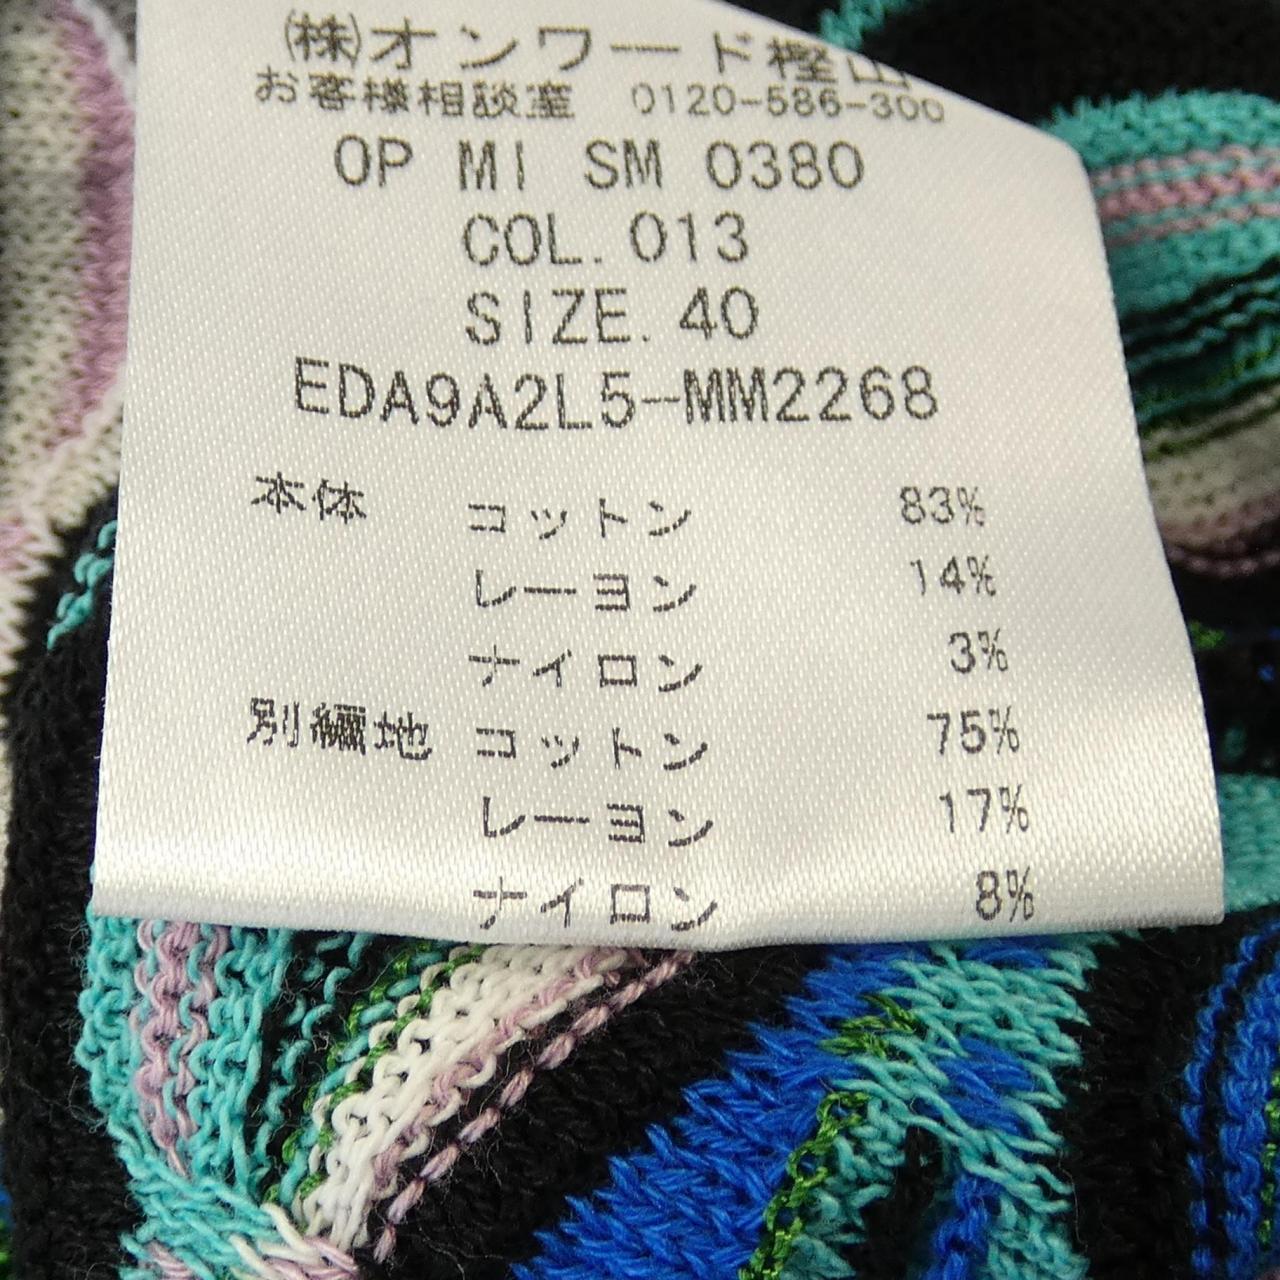 (株)オンワード樫山
お客様相談室 0120-586-300
OP MI SM 0380
COL.013
SIZE.40
EDA9A2L5-MM2268
本体 コットン 83%
レーヨン 14%
ナイロン 3%
別編地 コットン 75%
レーヨン 17%
ナイロン 8%